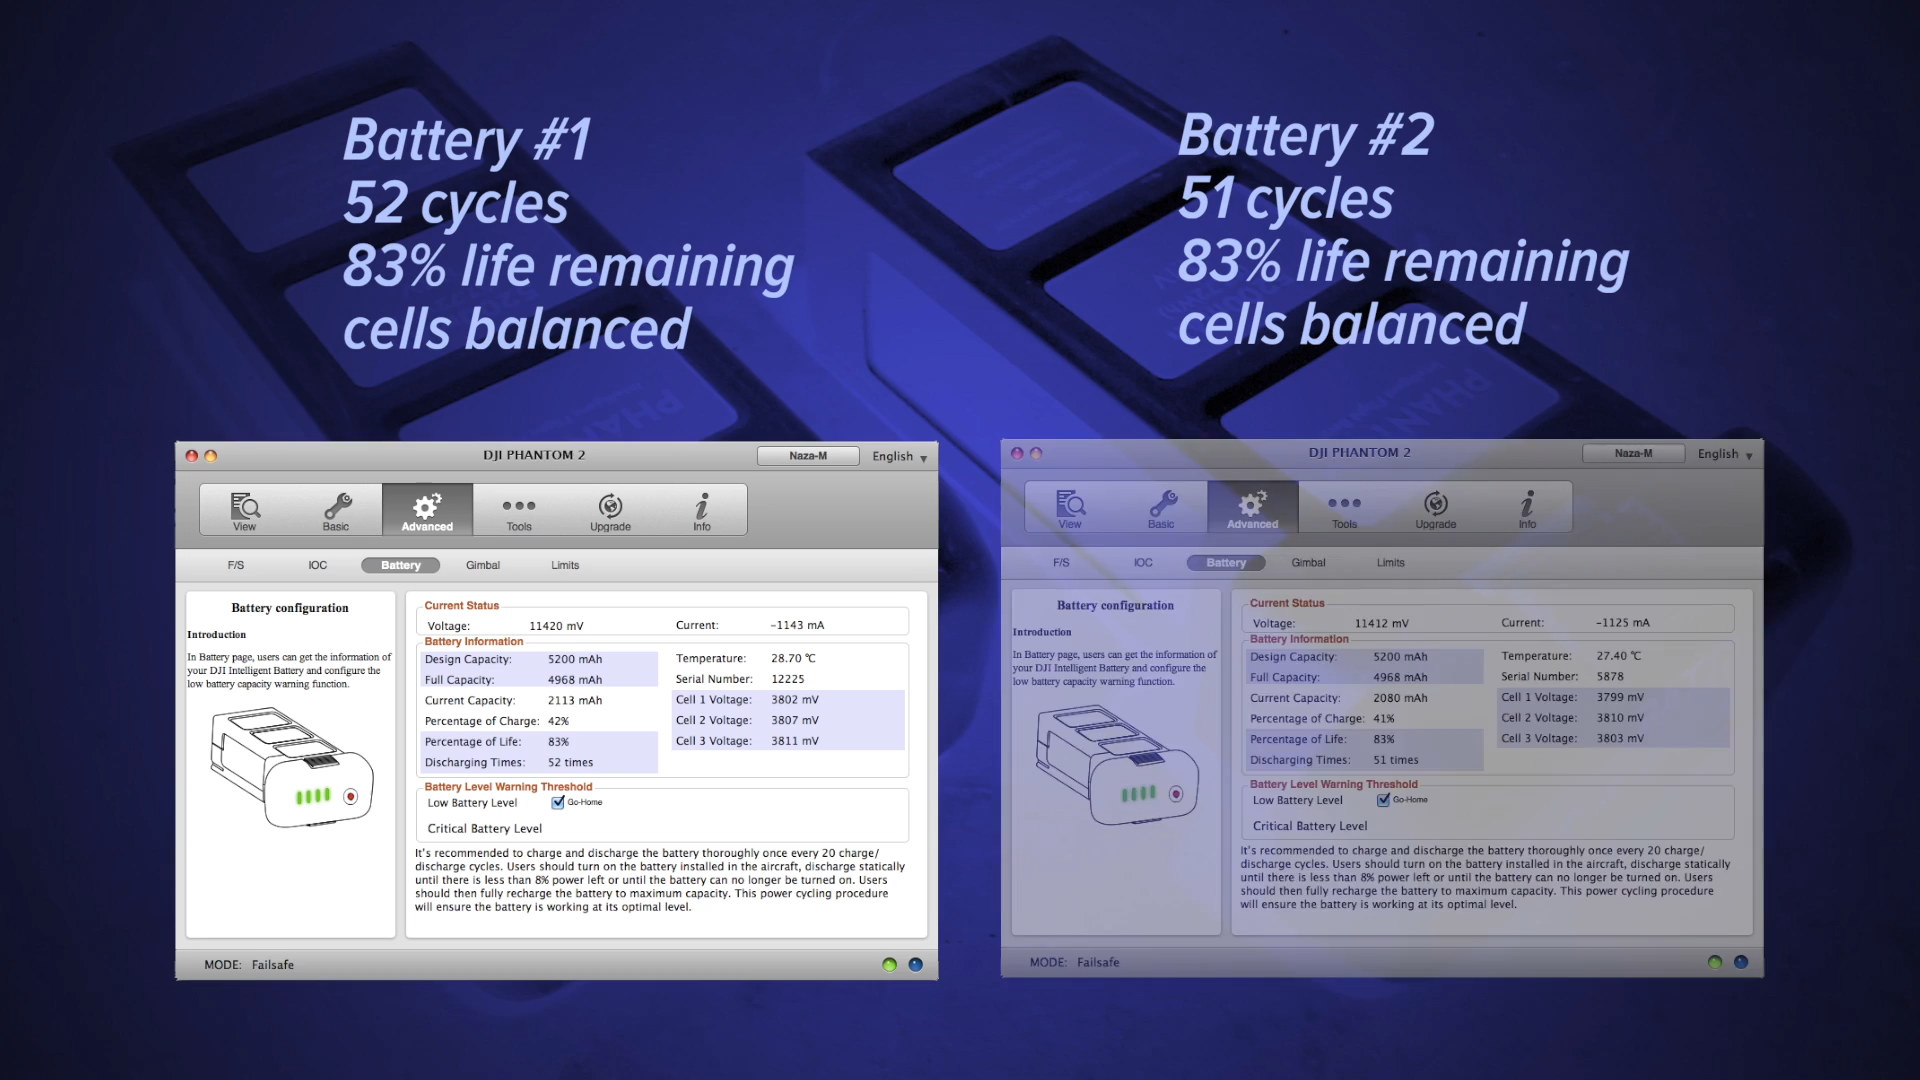 Battery #1
52 cycles
83% life remaining
cells balanced
Battery #2
51 cycles
83% life remaining
cells balanced
DJI PHANTOM 2
Naza-M
English
View
Basic
Advanced
Tools
Upgrade
Info
F/S
IOC
Battery
Gimbal
Limits
Battery configuration
Introduction
In Battery page, users can get the information of
your DJI Intelligent Battery and configure the
low battery capacity warning function.
Current Status
Voltage: 11420 mV Current: -1143 mA
Battery Information
Design Capacity: 5200 mAh Temperature: 28.70 ℃
Full Capacity: 4968 mAh Serial Number: 12225
Current Capacity: 2113 mAh Cell 1 Voltage: 3802 mV
Percentage of Charge: 42% Cell 2 Voltage: 3807 mV
Percentage of Life: 83% Cell 3 Voltage: 3811 mV
Discharging Times: 52 times
Battery Level Warning Threshold
Low Battery Level Go-Home
Critical Battery Level
It's recommended to charge and discharge the battery thoroughly once every 20 charge/
discharge cycles. Users should turn on the battery installed in the aircraft, discharge statically
until there is less than 8% power left or until the battery can no longer be turned on. Users
should then fully recharge the battery to maximum capacity. This power cycling procedure
will ensure the battery is working at its optimal level.
MODE: Failsafe
DJI PHANTOM 2
Naza-M
English
View
Basic
Advanced
Tools
Upgrade
Info
F/S
IOC
Battery
Gimbal
Limits
Battery configuration
Introduction
In Battery page, users can get the information of
your DJI Intelligent Battery and configure the
low battery capacity warning function.
Current Status
Voltage: 11412 mV Current: -1125 mA
Battery Information
Design Capacity: 5200 mAh Temperature: 27.40 ℃
Full Capacity: 4968 mAh Serial Number: 5878
Current Capacity: 2080 mAh Cell 1 Voltage: 3799 mV
Percentage of Charge: 41% Cell 2 Voltage: 3810 mV
Percentage of Life: 83% Cell 3 Voltage: 3803 mV
Discharging Times: 51 times
Battery Level Warning Threshold
Low Battery Level Go-Home
Critical Battery Level
It's recommended to charge and discharge the battery thoroughly once every 20 charge/
discharge cycles. Users should turn on the battery installed in the aircraft, discharge statically
until there is less than 8% power left or until the battery can no longer be turned on. Users
should then fully recharge the battery to maximum capacity. This power cycling procedure
will ensure the battery is working at its optimal level.
MODE: Failsafe